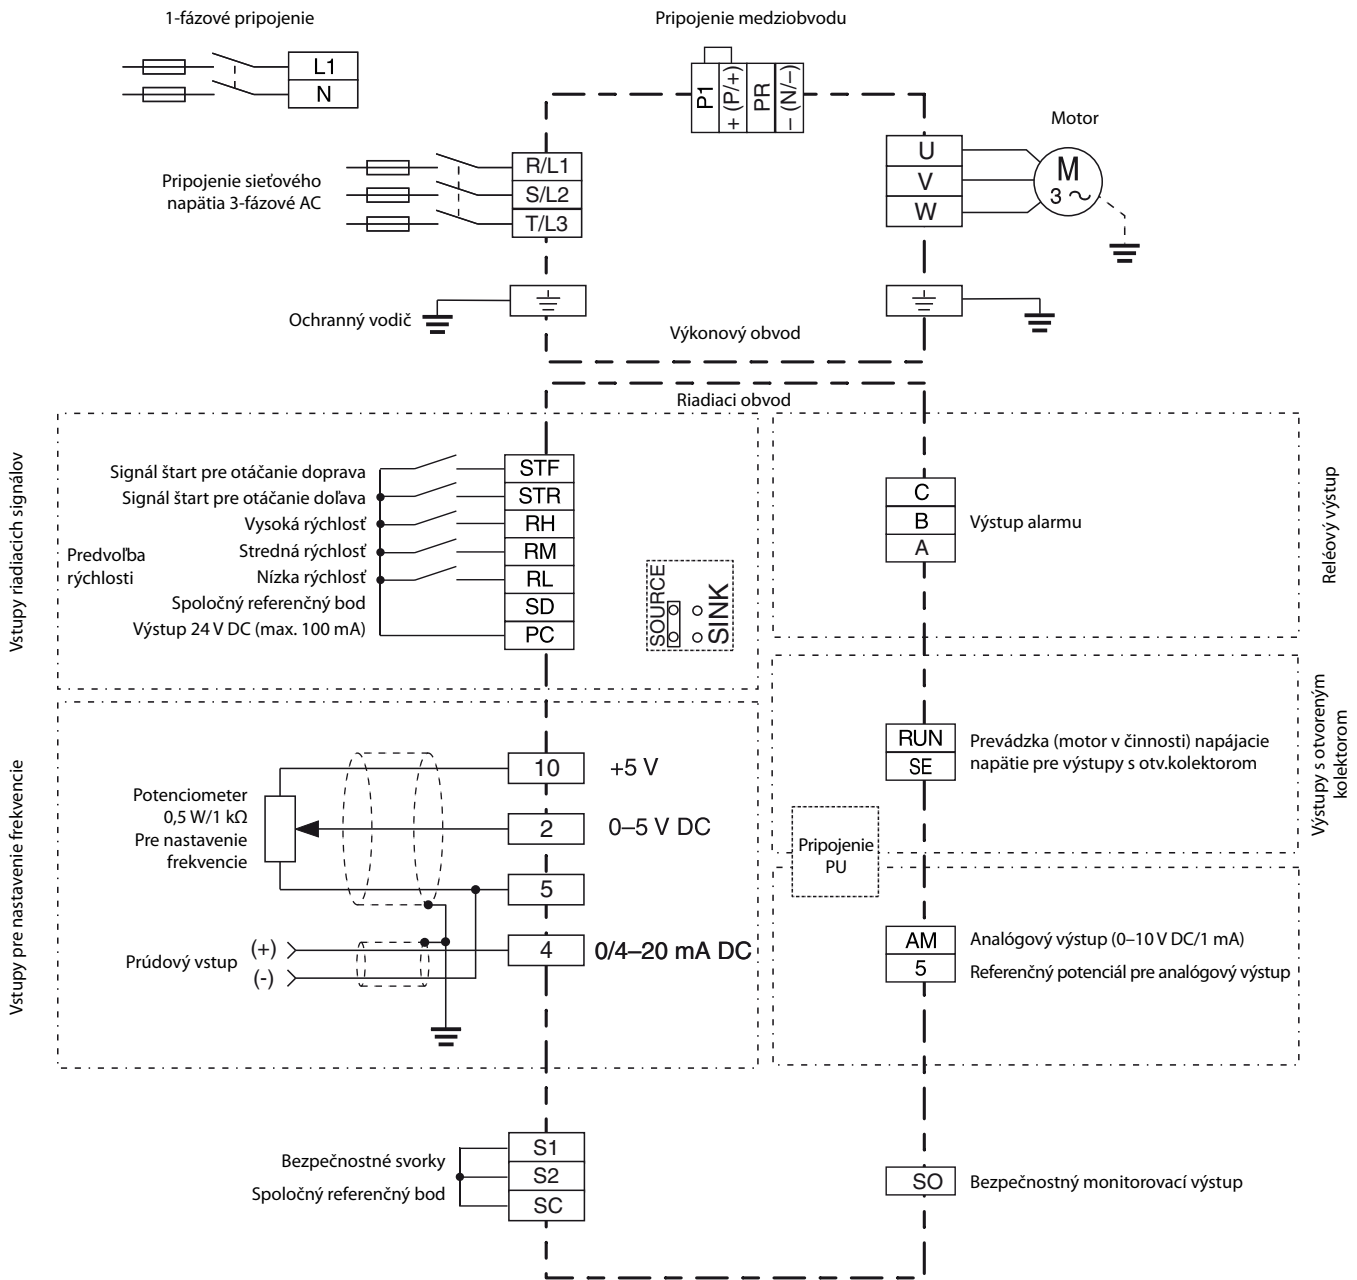 1-fázové pripojenie
L1
N
Pripojenie medziobvodu
P1
+ (P/+)
PR
– (N/–)
Motor
M
3 ~
U
V
W
Pripojenie sieťového
napätia 3-fázové AC
R/L1
S/L2
T/L3
Ochranný vodič
Výkonový obvod
Riadiaci obvod
Vstupy riadiacich signálov
Signál štart pre otáčanie doprava
Signál štart pre otáčanie doľava
Vysoká rýchlosť
Predvoľba
rýchlosti
Stredná rýchlosť
Nízka rýchlosť
Spoločný referenčný bod
Výstup 24 V DC (max. 100 mA)
STF
STR
RH
RM
RL
SD
PC
SOURCE
SINK
C
B
A
Výstup alarmu
Reléový výstup
RUN
SE
Prevádzka (motor v činnosti) napájacie
napätie pre výstupy s otv.kolektorom
Výstupy s otvoreným
kolektorom
Vstupy pre nastavenie frekvencie
Potenciometer
0,5 W/1 kΩ
Pre nastavenie
frekvencie
10
+5 V
2
0–5 V DC
5
4
0/4–20 mA DC
Prúdový vstup
(+)
(-)
Pripojenie
PU
AM
5
Analógový výstup (0–10 V DC/1 mA)
Referenčný potenciál pre analógový výstup
Bezpečnostné svorky
Spoločný referenčný bod
S1
S2
SC
SO
Bezpečnostný monitorovací výstup